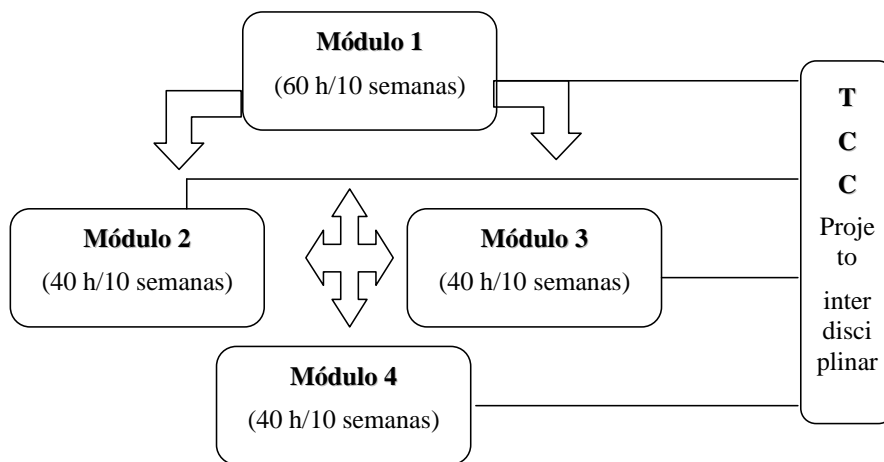 Módulo 1
(60 h/10 semanas)
T
C
C
Proje
to
inter
disci
plinar
Módulo 2
(40 h/10 semanas)
Módulo 3
(40 h/10 semanas)
Módulo 4
(40 h/10 semanas)